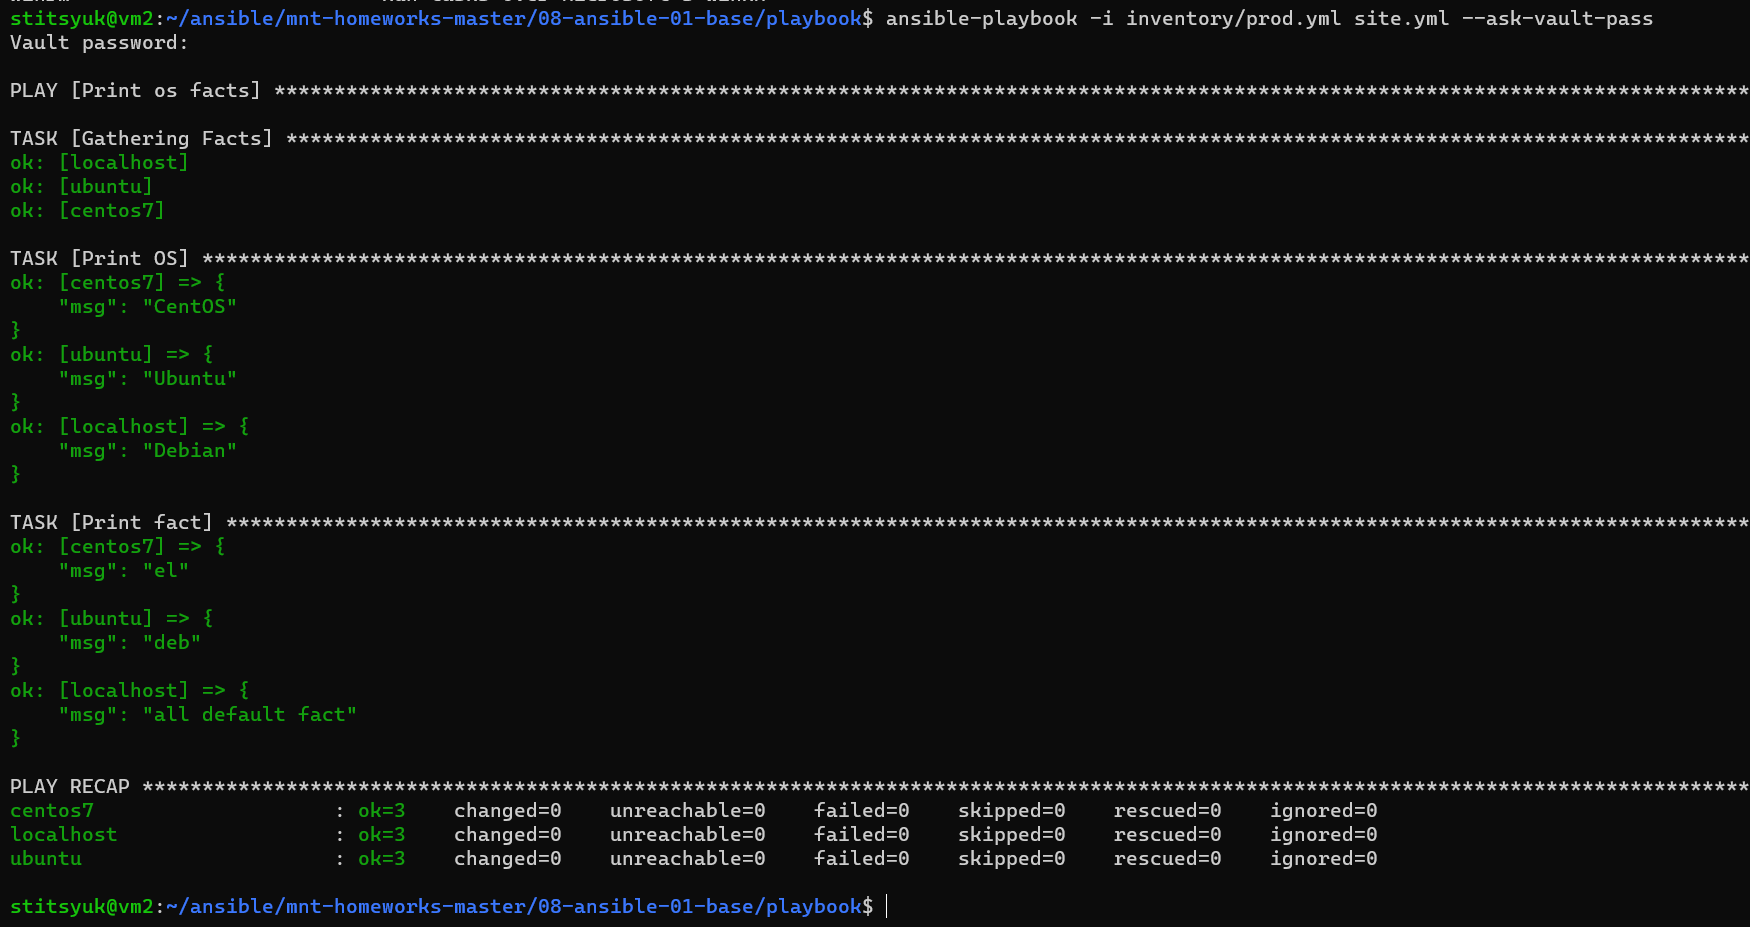 stitsyuk@vm2:~/ansible/mnt-homeworks-master/08-ansible-01-base/playbook$ ansible-playbook -i inventory/prod.yml site.yml --ask-vault-pass
Vault password:
PLAY [Print os facts] ***************************************************************************************************************************
TASK [Gathering Facts] **************************************************************************************************************************
ok: [localhost]
ok: [ubuntu]
ok: [centos7]
TASK [Print OS] *********************************************************************************************************************************
ok: [centos7] => {
    "msg": "CentOS"
}
ok: [ubuntu] => {
    "msg": "Ubuntu"
}
ok: [localhost] => {
    "msg": "Debian"
}
TASK [Print fact] *******************************************************************************************************************************
ok: [centos7] => {
    "msg": "el"
}
ok: [ubuntu] => {
    "msg": "deb"
}
ok: [localhost] => {
    "msg": "all default fact"
}
PLAY RECAP **************************************************************************************************************************************
centos7                    : ok=3    changed=0    unreachable=0    failed=0    skipped=0    rescued=0    ignored=0
localhost                  : ok=3    changed=0    unreachable=0    failed=0    skipped=0    rescued=0    ignored=0
ubuntu                     : ok=3    changed=0    unreachable=0    failed=0    skipped=0    rescued=0    ignored=0
stitsyuk@vm2:~/ansible/mnt-homeworks-master/08-ansible-01-base/playbook$